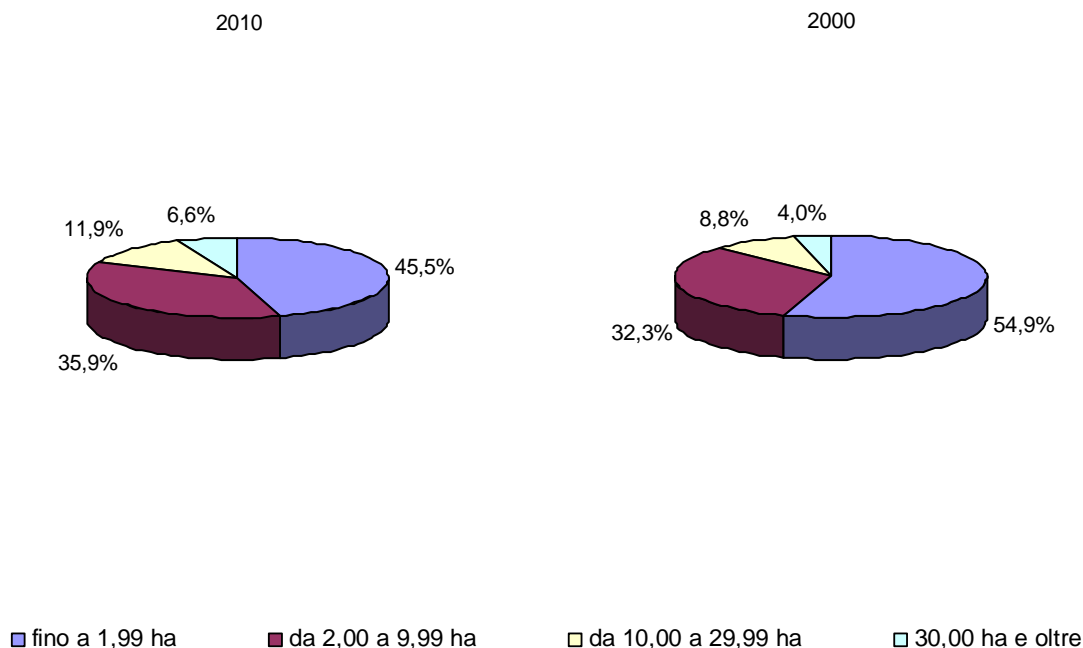 2010
2000
6,6%
11,9%
45,5%
35,9%
4,0%
8,8%
54,9%
32,3%
fino a 1,99 ha
da 2,00 a 9,99 ha
da 10,00 a 29,99 ha
30,00 ha e oltre